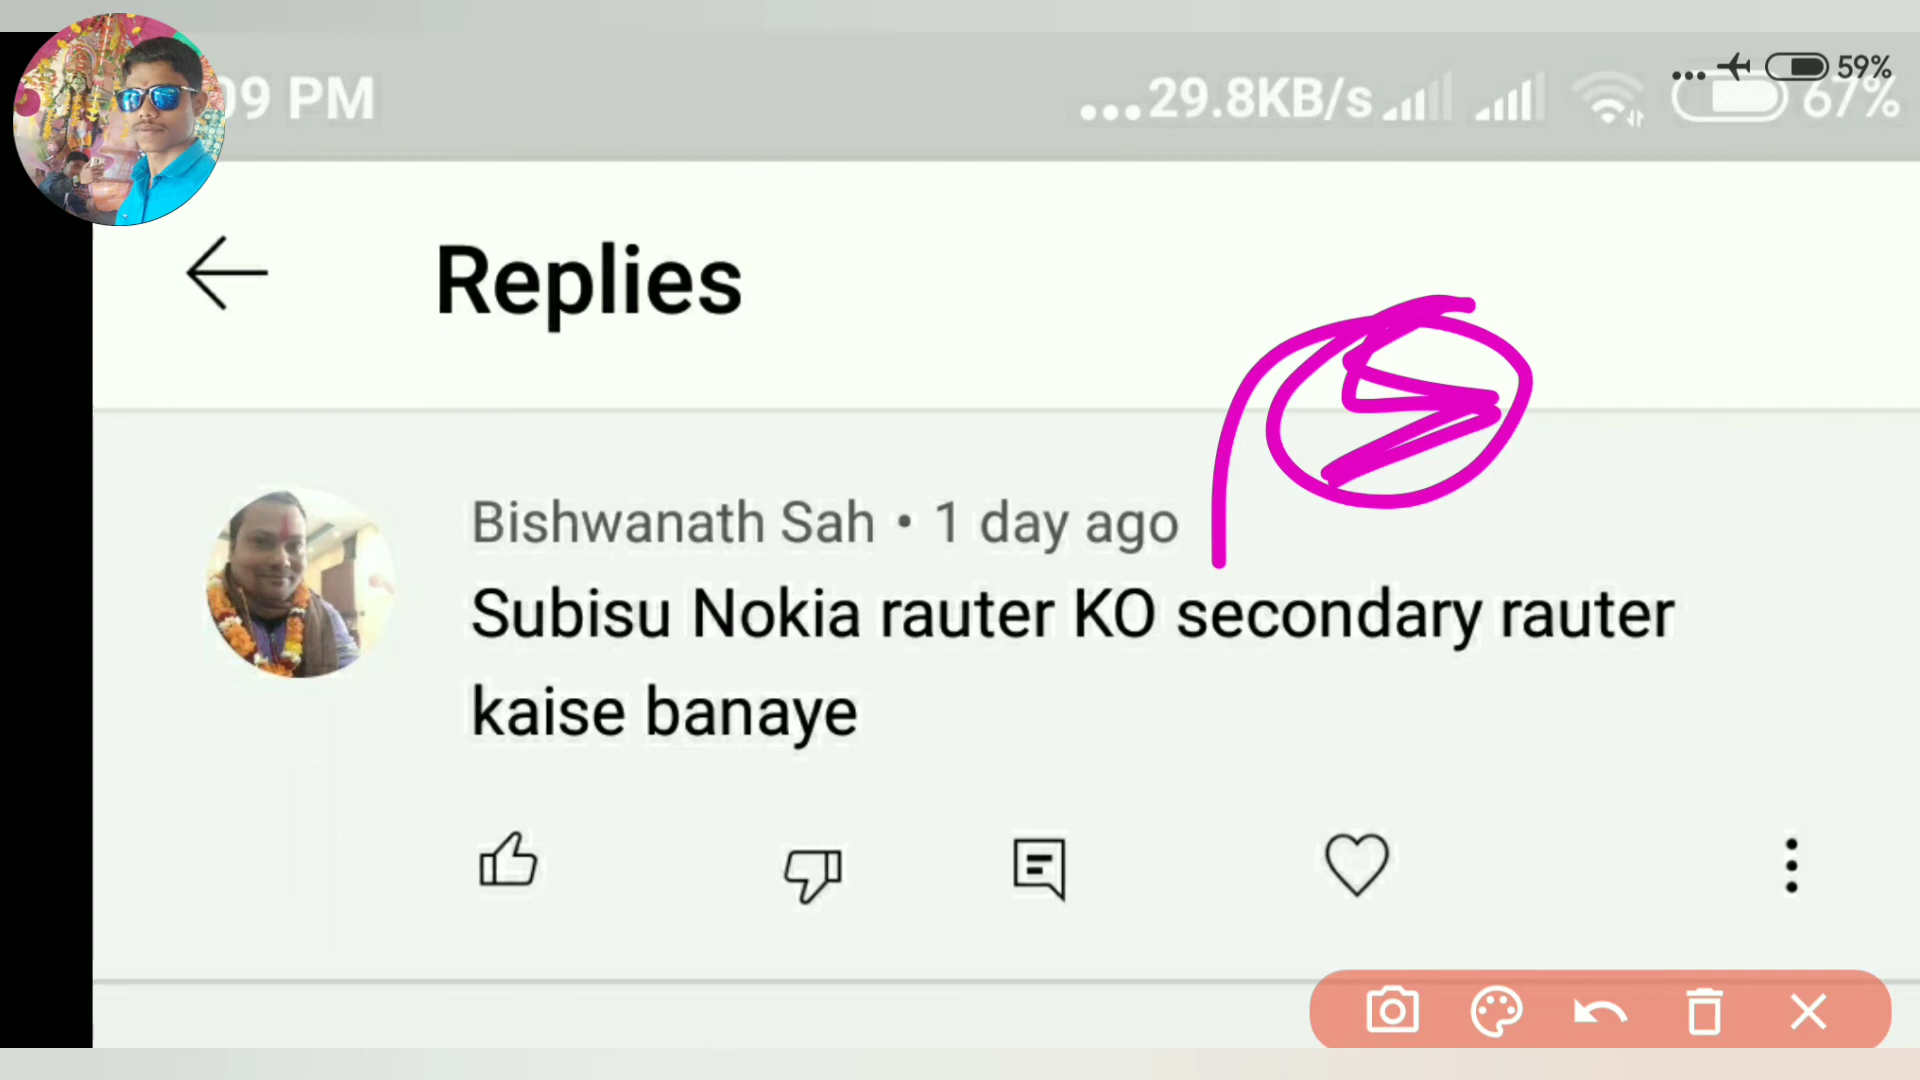 09 PM
...29.8KB/s
59%
67%
Replies
Bishwanath Sah • 1 day ago
Subisu Nokia rauter KO secondary rauter
kaise banaye